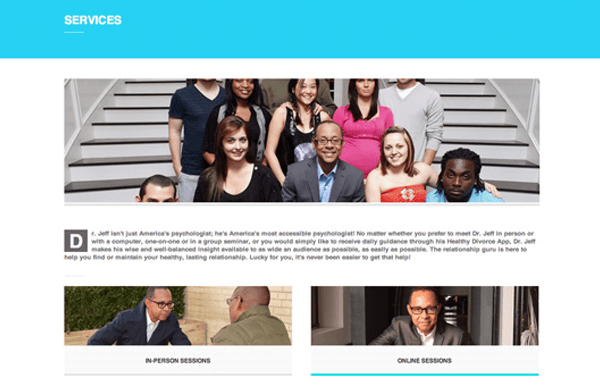 SERVICES
Dr. Jeff isn't just America's psychologist; he's America's most accessible psychologist! No matter whether you prefer to meet Dr. Jeff in person or
with a computer, one-on-one or in a group seminar, or you would simply like to receive daily guidance through his Healthy Divorce App, Dr. Jeff
makes his wise and well-balanced insight available to as wide an audience as possible, as easily as possible. The relationship guru is here to
help you find or maintain your healthy, lasting relationship. Lucky for you, it's never been easier to get that help!
IN-PERSON SESSIONS
ONLINE SESSIONS